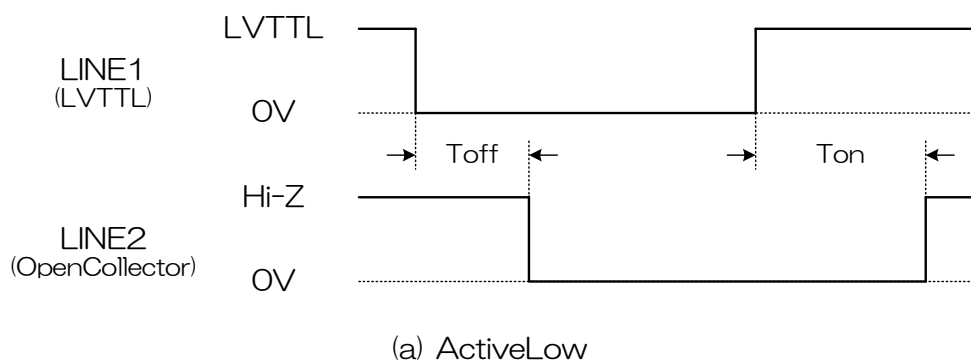 LVTTL
LINE1
(LVTTL)
0V
Toff
Ton
Hi-Z
LINE2
(OpenCollector)
0V
(a) ActiveLow